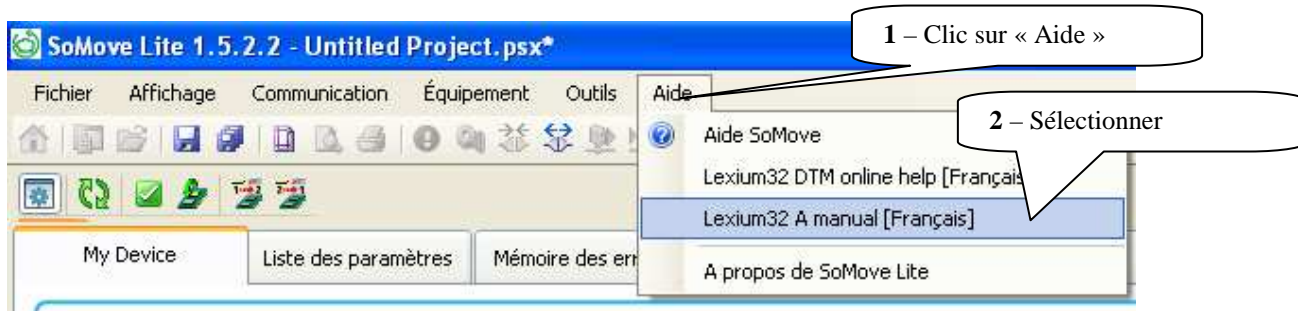 SoMove Lite 1.5.2.2 - Untitled Project.psx*
1 – Clic sur « Aide »
Fichier Affichage Communication Équipement Outils Aide
2 – Sélectionner
Aide SoMove
Lexium32 DTM online help [Français
Lexium32 A manual [Français]
My Device Liste des paramètres Mémoire des err
A propos de SoMove Lite